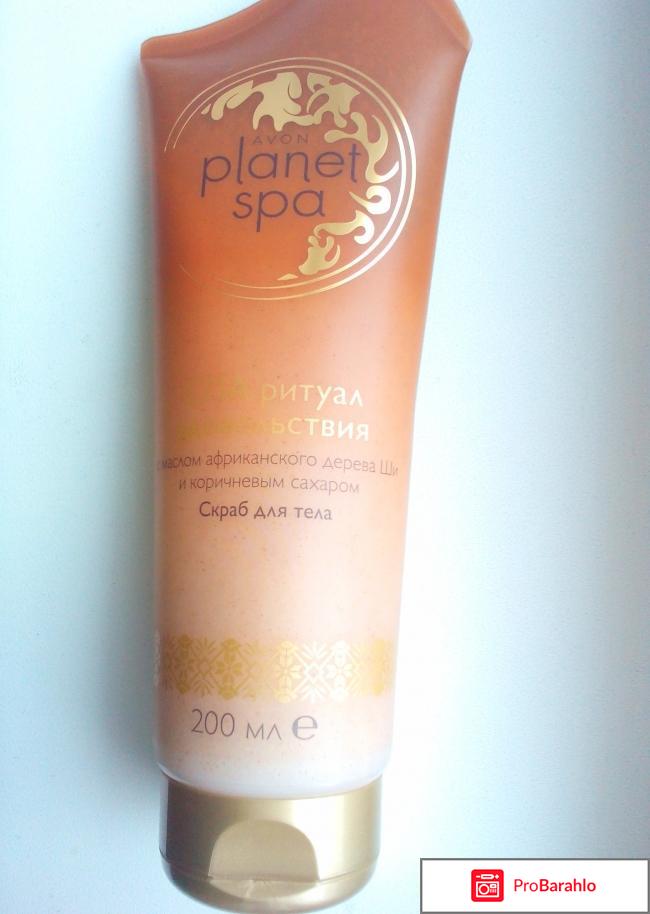 AVON
planet
spa
ритуал
с маслом африканского дерева Ши
и коричневым сахаром
Скраб для тела
200 мл e
ProBarahlo